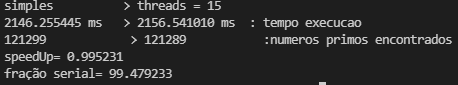 simples > threads = 15
2146.255445 ms > 2156.541010 ms : tempo execucao
121299 > 121289 :numeros primos encontrados
speedUp= 0.995231
fração serial= 99.479233